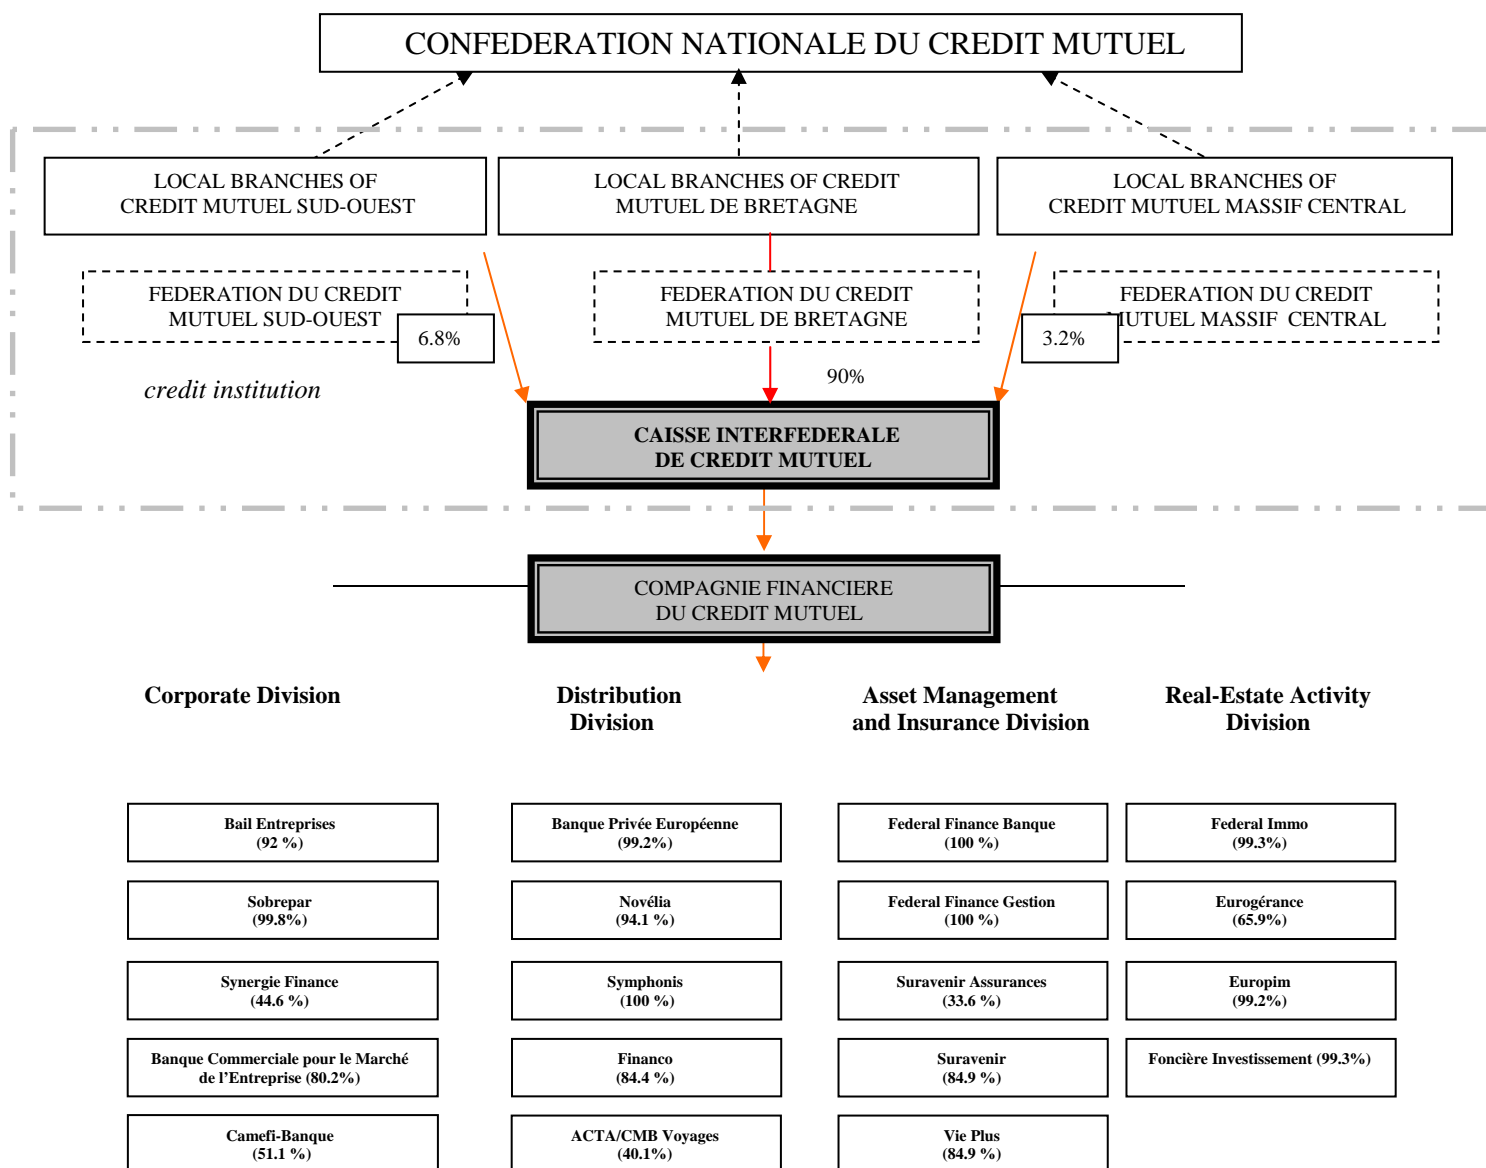 CONFEDERATION NATIONALE DU CREDIT MUTUEL
LOCAL BRANCHES OF
CREDIT MUTUEL SUD-OUEST
LOCAL BRANCHES OF CREDIT
MUTUEL DE BRETAGNE
LOCAL BRANCHES OF
CREDIT MUTUEL MASSIF CENTRAL
FEDERATION DU CREDIT
MUTUEL SUD-OUEST
FEDERATION DU CREDIT
MUTUEL DE BRETAGNE
FEDERATION DU CREDIT
MUTUEL MASSIF CENTRAL
6.8%
3.2%
90%
credit institution
CAISSE INTERFEDERALE
DE CREDIT MUTUEL
COMPAGNIE FINANCIERE
DU CREDIT MUTUEL
Corporate Division
Distribution
Division
Asset Management
and Insurance Division
Real-Estate Activity
Division
Bail Entreprises
(92 %)
Banque Privée Européenne
(99.2%)
Federal Finance Banque
(100 %)
Federal Immo
(99.3%)
Sobrepar
(99.8%)
Novélia
(94.1 %)
Federal Finance Gestion
(100 %)
Eurogérance
(65.9%)
Synergie Finance
(44.6 %)
Symphonis
(100 %)
Suravenir Assurances
(33.6 %)
Europim
(99.2%)
Banque Commerciale pour le Marché
de l’Entreprise (80.2%)
Financo
(84.4 %)
Suravenir
(84.9 %)
Foncière Investissement (99.3%)
Camefi-Banque
(51.1 %)
ACTA/CMB Voyages
(40.1%)
Vie Plus
(84.9 %)